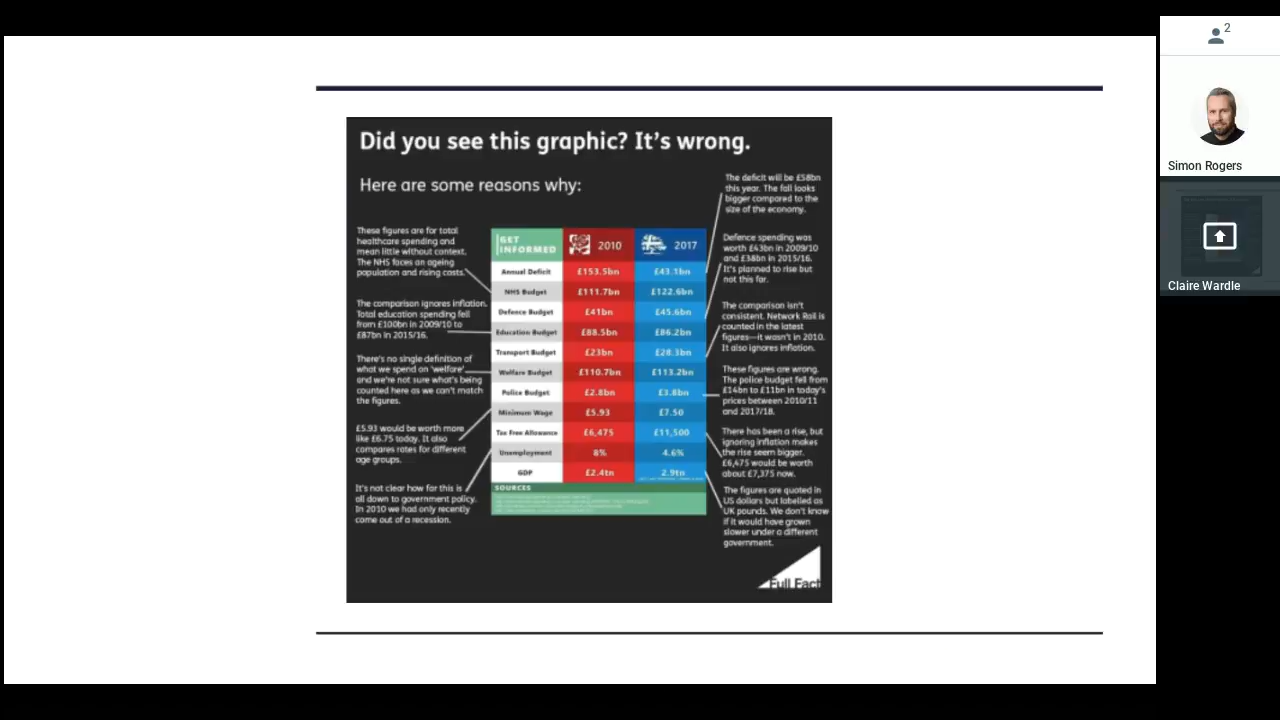 Did you see this graphic? It's wrong.
Here are some reasons why:
These figures are for total
healthcare spending and
mean little without context.
The NHS faces an ageing
population and rising costs.
The comparison ignores inflation.
Total education spending fell
from £100bn in 2009/10 to
£87bn in 2015/16.
There's no single definition of
what we spend on 'welfare'
and we're not sure what's being
counted here as we can't match
the figures.
£5.93 would be worth more
like £6.75 today. It also
compares rates for different
age groups.
It's not clear how far this is
all down to government policy.
In 2010 we had only recently
come out of a recession.
GET
INFORMED
2010
2017
Annual Deficit £153.5bn £43.1bn
NHS Budget £111.7bn £122.6bn
Defence Budget £41bn £45.6bn
Education Budget £88.5bn £86.2bn
Transport Budget £23bn £28.3bn
Welfare Budget £110.7bn £113.2bn
Police Budget £2.8bn £3.8bn
Minimum Wage £5.93 £7.50
Tax Free Allowance £6,475 £11,500
Unemployment 8% 4.6%
GDP £2.4tn 2.9tn
SOURCES
The deficit will be £58bn
this year. The fall looks
bigger compared to the
size of the economy.
Defence spending was
worth £43bn in 2009/10
and £38bn in 2015/16.
It's planned to rise but
not this far.
The comparison isn't
consistent. Network Rail is
counted in the latest
figures—it wasn't in 2010.
It also ignores inflation.
These figures are wrong.
The police budget fell from
£14bn to £11bn in today's
prices between 2010/11
and 2017/18.
There has been a rise, but
ignoring inflation makes
the rise seem bigger.
£6,475 would be worth
about £7,375 now.
The figures are quoted in
US dollars but labelled as
UK pounds. We don't know
if it would have grown
slower under a different
government.
Full Fact
2
Simon Rogers
Claire Wardle